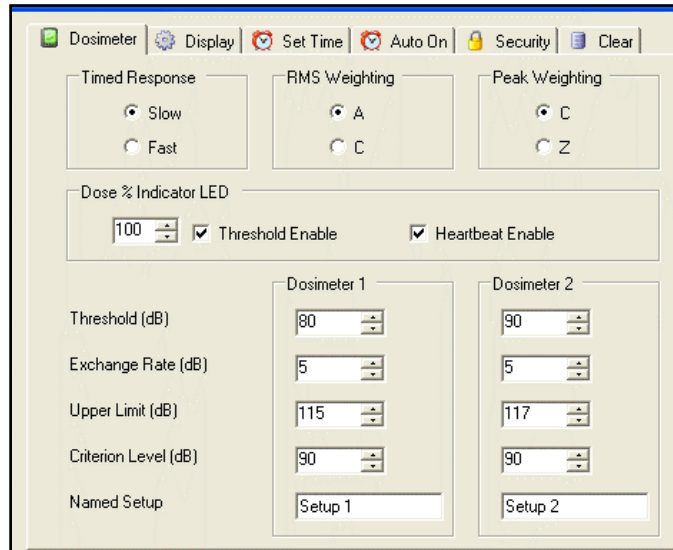 Dosimeter Display Set Time Auto On Security Clear
Timed Response RMS Weighting Peak Weighting
Slow A C
Fast C Z
Dose % Indicator LED
100 Threshold Enable Heartbeat Enable
Dosimeter 1 Dosimeter 2
Threshold (dB) 80 90
Exchange Rate (dB) 5 5
Upper Limit (dB) 115 117
Criterion Level (dB) 90 90
Named Setup Setup 1 Setup 2